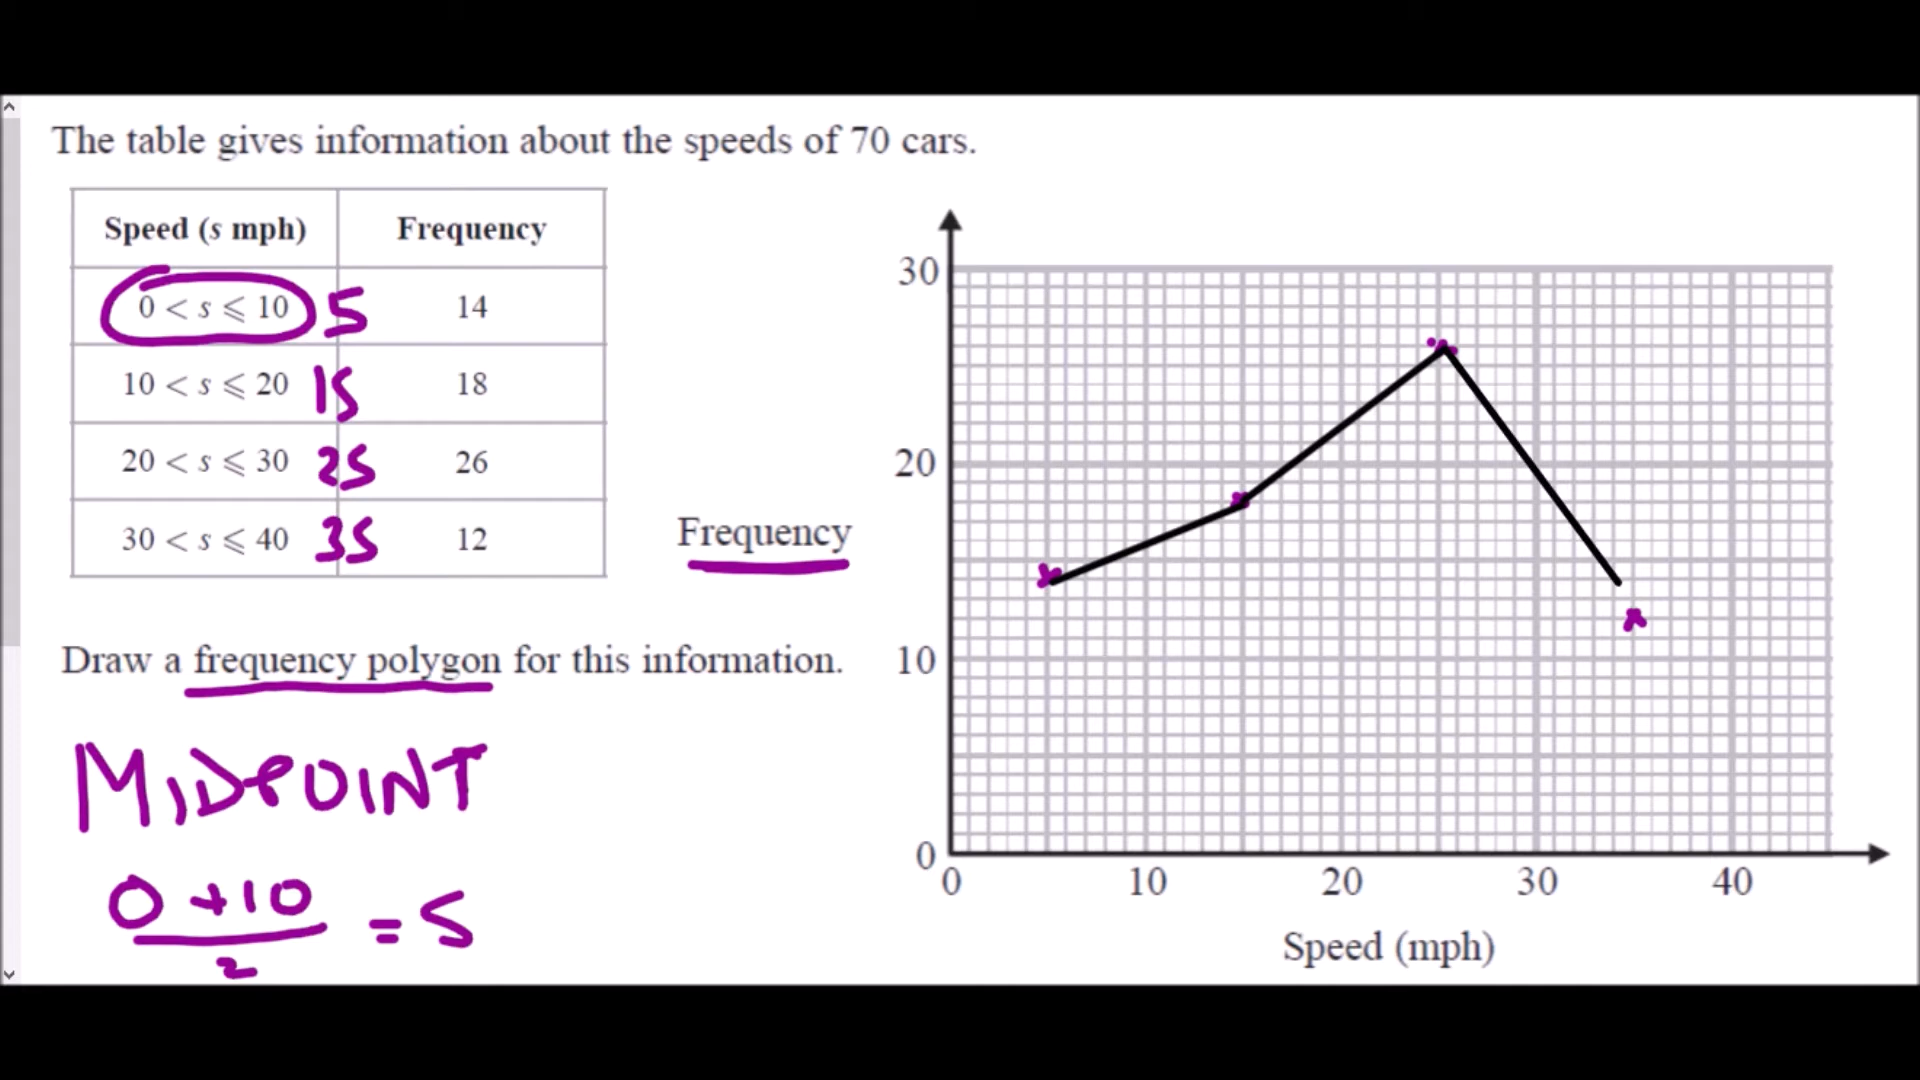 The table gives information about the speeds of 70 cars.
Speed (s mph) Frequency
0 < s ⩽ 10 5 14
10 < s ⩽ 20 15 18
20 < s ⩽ 30 25 26
30 < s ⩽ 40 35 12
Draw a frequency polygon for this information.
MIDPOINT
0 + 10
2
= 5
Frequency
30
20
10
0
0 10 20 30 40
Speed (mph)